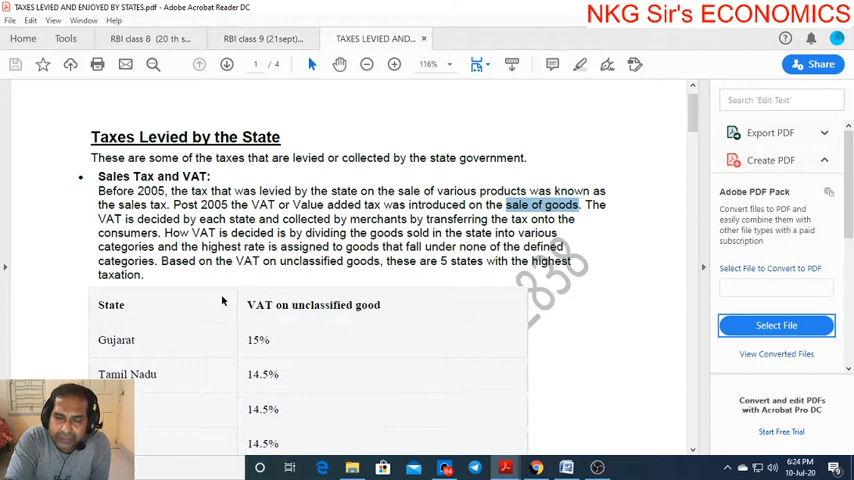 TAXES LEVIED AND ENJOYED BY STATES.pdf - Adobe Acrobat Reader DC
NKG Sir's ECONOMICS
File Edit View Window Help
Home Tools RBI class 8 (20 th s... RBI class 9 (21sept)... TAXES LEVIED AND... ×
1 / 4 116% Share
Search 'Edit Text'
Export PDF
Create PDF
Adobe PDF Pack
Convert files to PDF and
easily combine them with
other file types with a paid
subscription
Select File to Convert to PDF
Select File
View Converted Files
Convert and edit PDFs
with Acrobat Pro DC
Start Free Trial
Taxes Levied by the State
These are some of the taxes that are levied or collected by the state government.
• Sales Tax and VAT:
Before 2005, the tax that was levied by the state on the sale of various products was known as
the sales tax. Post 2005 the VAT or Value added tax was introduced on the sale of goods. The
VAT is decided by each state and collected by merchants by transferring the tax onto the
consumers. How VAT is decided is by dividing the goods sold in the state into various
categories and the highest rate is assigned to goods that fall under none of the defined
categories. Based on the VAT on unclassified goods, these are 5 states with the highest
taxation.
State VAT on unclassified good
Gujarat 15%
Tamil Nadu 14.5%
14.5%
14.5%
2838
84
6:24 PM
10-Jul-20